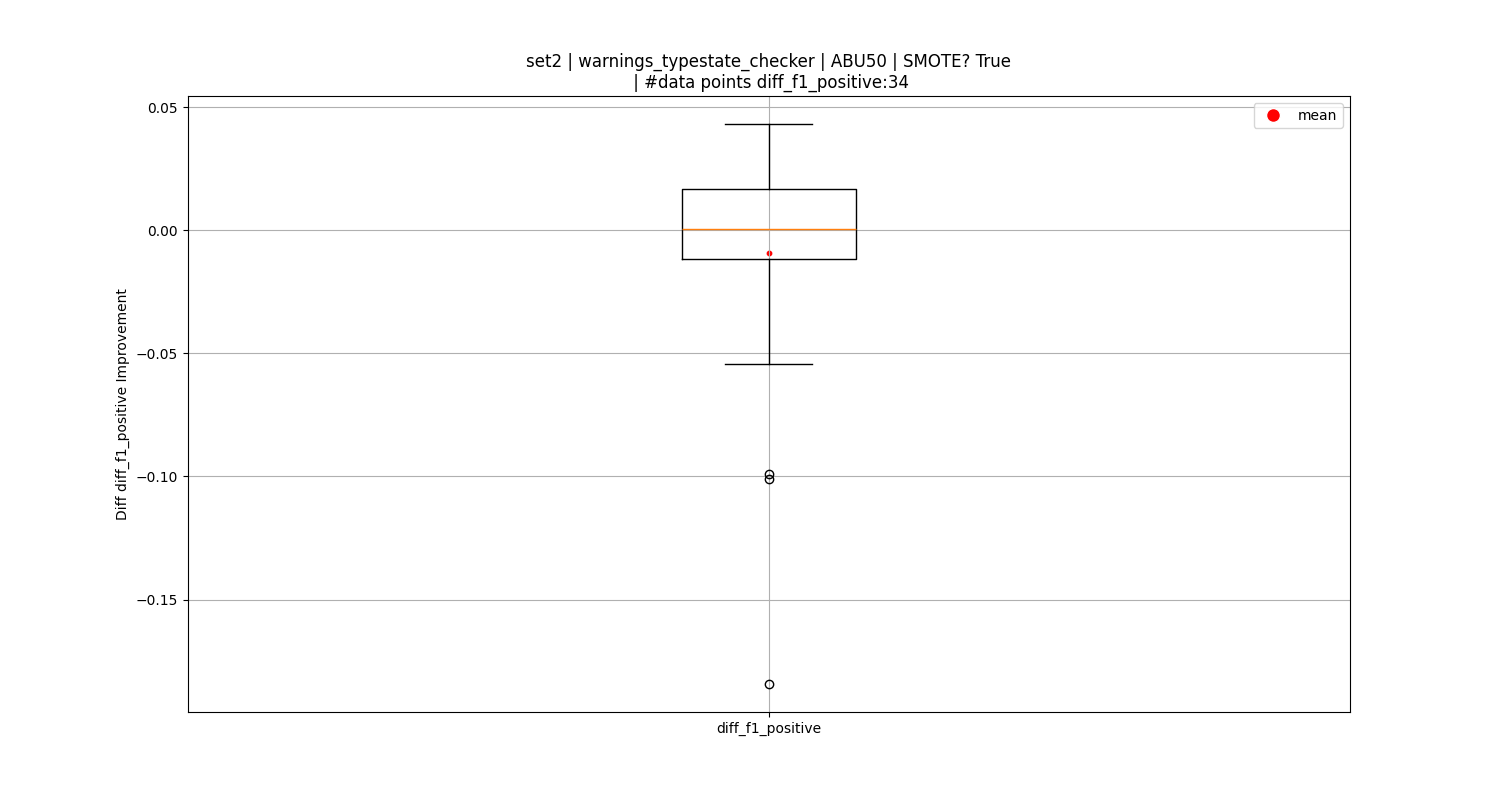 set2 | warnings_typestate_checker | ABU50 | SMOTE? True
| #data points diff_f1_positive:34
0.05
mean
0.00
−0.05
−0.10
−0.15
Diff diff_f1_positive Improvement
diff_f1_positive